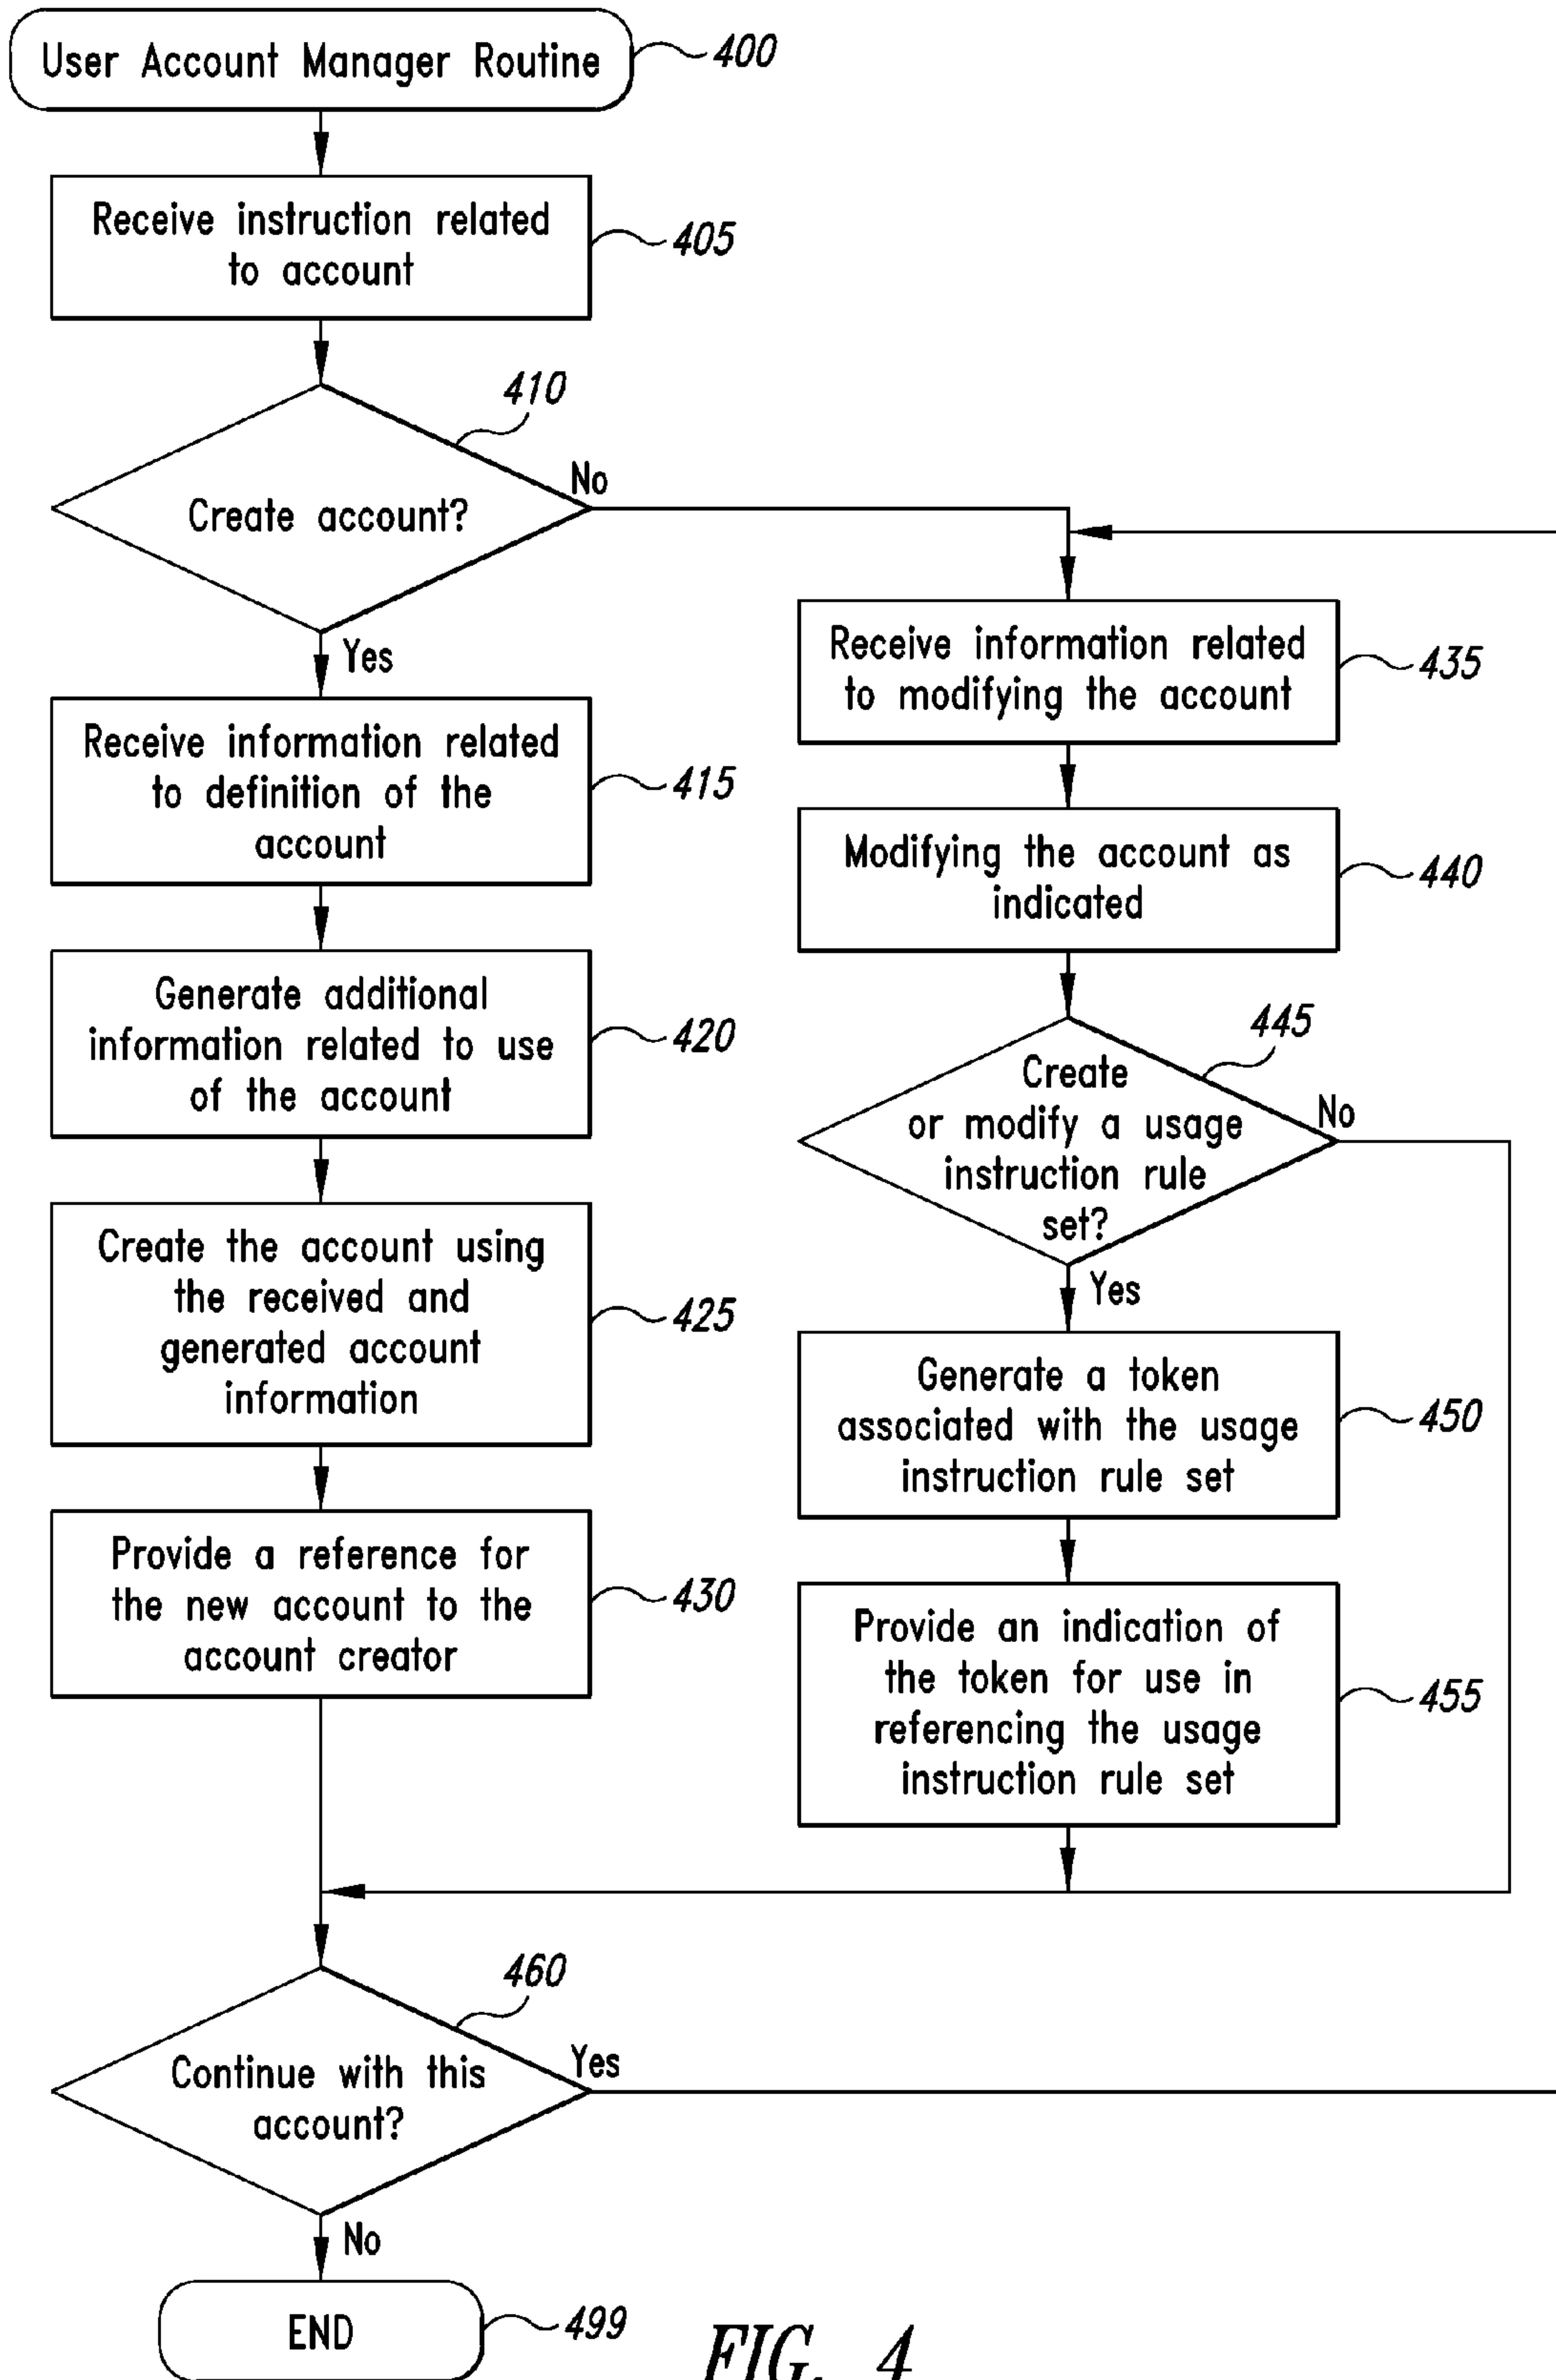 User Account Manager Routine
400
Receive instruction related
to account
405
410
Create account?
No
Yes
Receive information related
to definition of the
account
415
Generate additional
information related to use
of the account
420
Create the account using
the received and
generated account
information
425
Provide a reference for
the new account to the
account creator
430
Receive information related
to modifying the account
435
Modifying the account as
indicated
440
445
Create
or modify a usage
instruction rule
set?
No
Yes
Generate a token
associated with the usage
instruction rule set
450
Provide an indication of
the token for use in
referencing the usage
instruction rule set
455
460
Continue with this
account?
Yes
No
END
499
FIG. 4